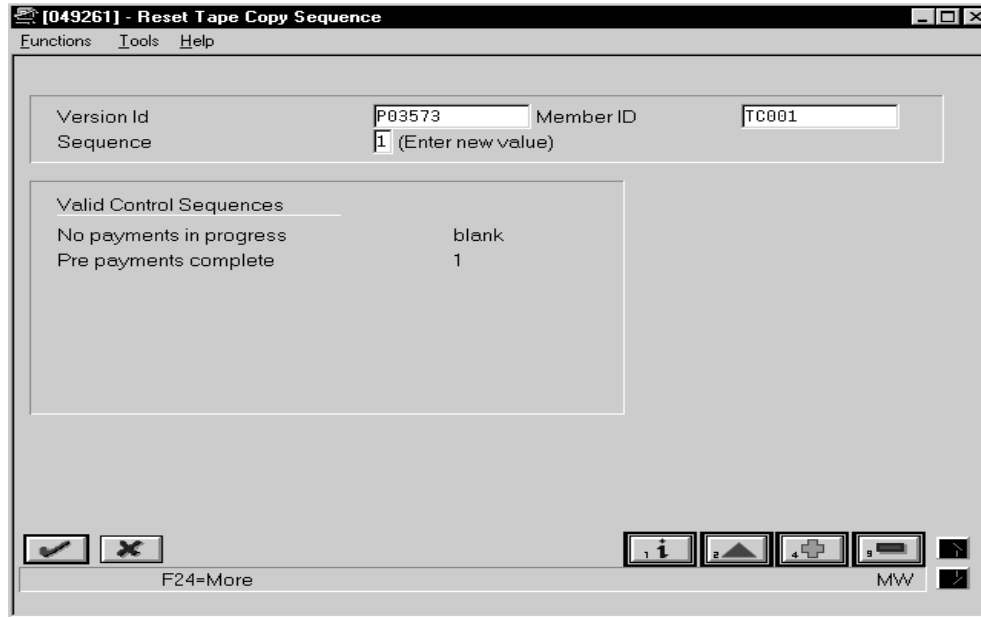 [049261] - Reset Tape Copy Sequence
Functions Tools Help
Version Id P03573 Member ID TC001
Sequence 1 (Enter new value)
Valid Control Sequences
No payments in progress blank
Pre payments complete 1
1 i 2 4 9
F24=More MW